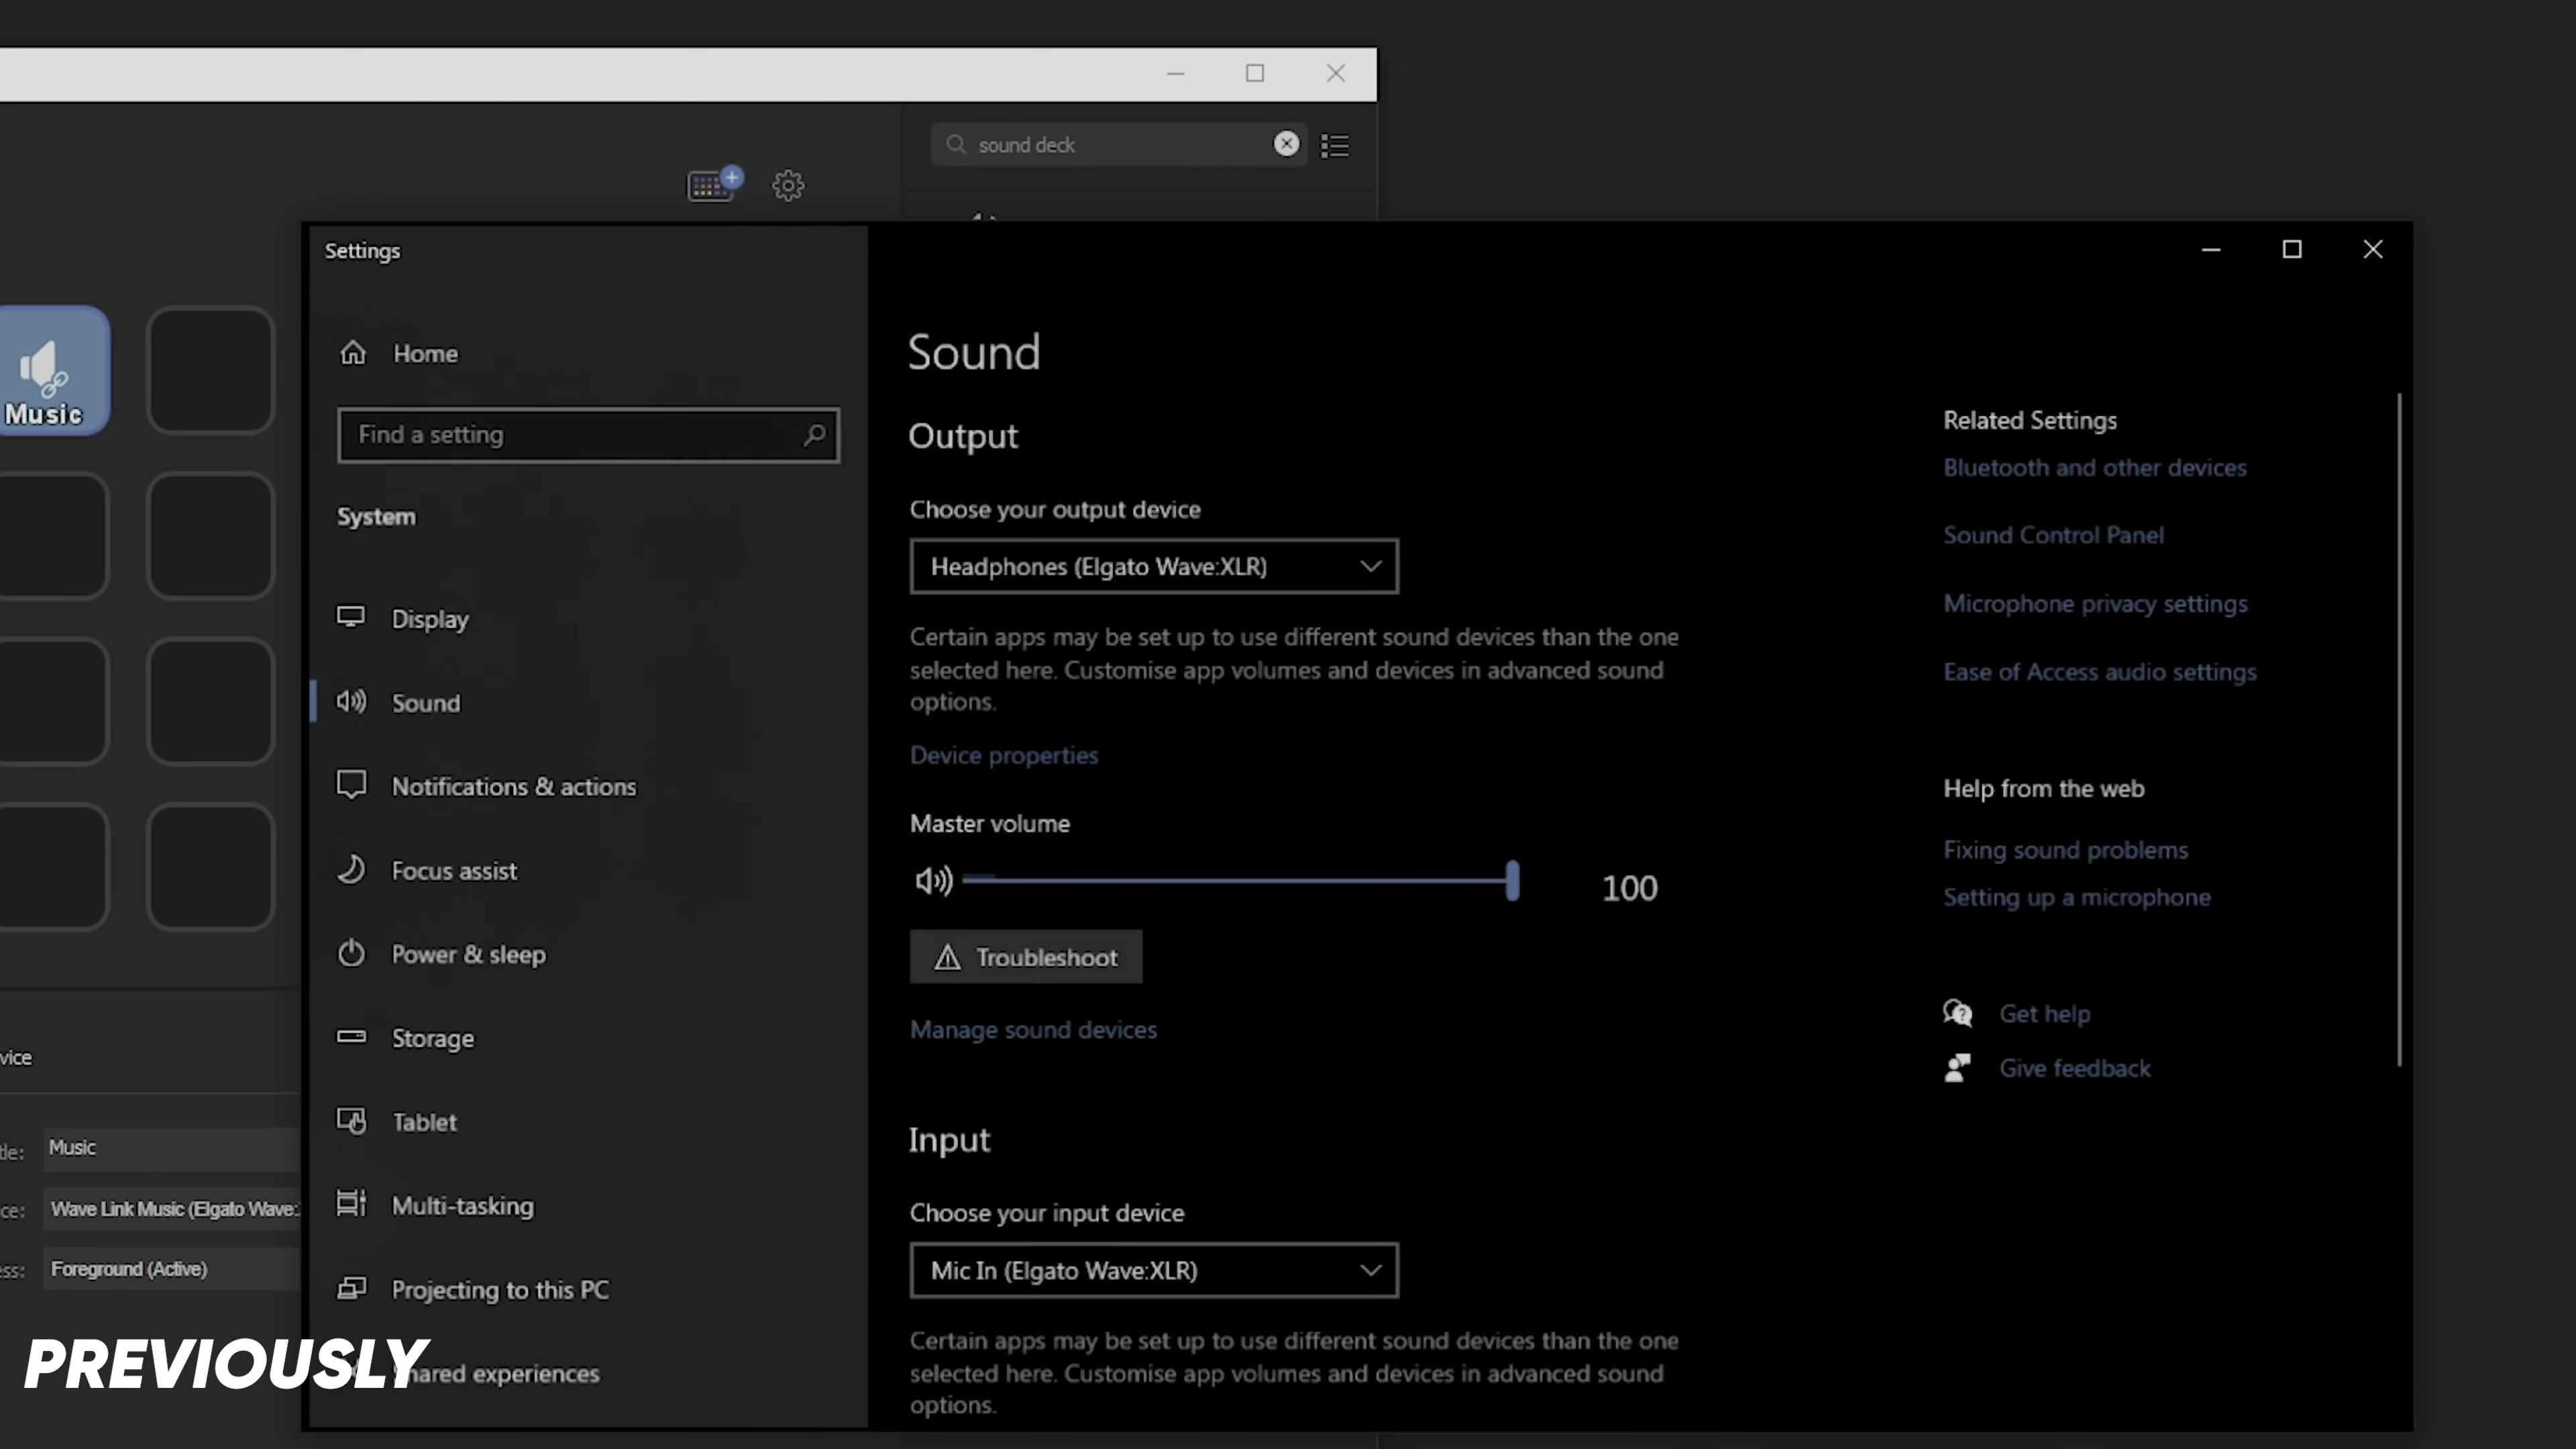 sound deck
Music
vice
tle:
Music
ce:
Wave Link Music (Elgato Wave:
ess:
Foreground (Active)
PREVIOUSLY
Settings
Home
Find a setting
System
Display
Sound
Notifications & actions
Focus assist
Power & sleep
Storage
Tablet
Multi-tasking
Projecting to this PC
hared experiences
Sound
Output
Choose your output device
Headphones (Elgato Wave:XLR)
Certain apps may be set up to use different sound devices than the one
selected here. Customise app volumes and devices in advanced sound
options.
Device properties
Master volume
100
Troubleshoot
Manage sound devices
Input
Choose your input device
Mic In (Elgato Wave:XLR)
Certain apps may be set up to use different sound devices than the one
selected here. Customise app volumes and devices in advanced sound
options.
Related Settings
Bluetooth and other devices
Sound Control Panel
Microphone privacy settings
Ease of Access audio settings
Help from the web
Fixing sound problems
Setting up a microphone
Get help
Give feedback